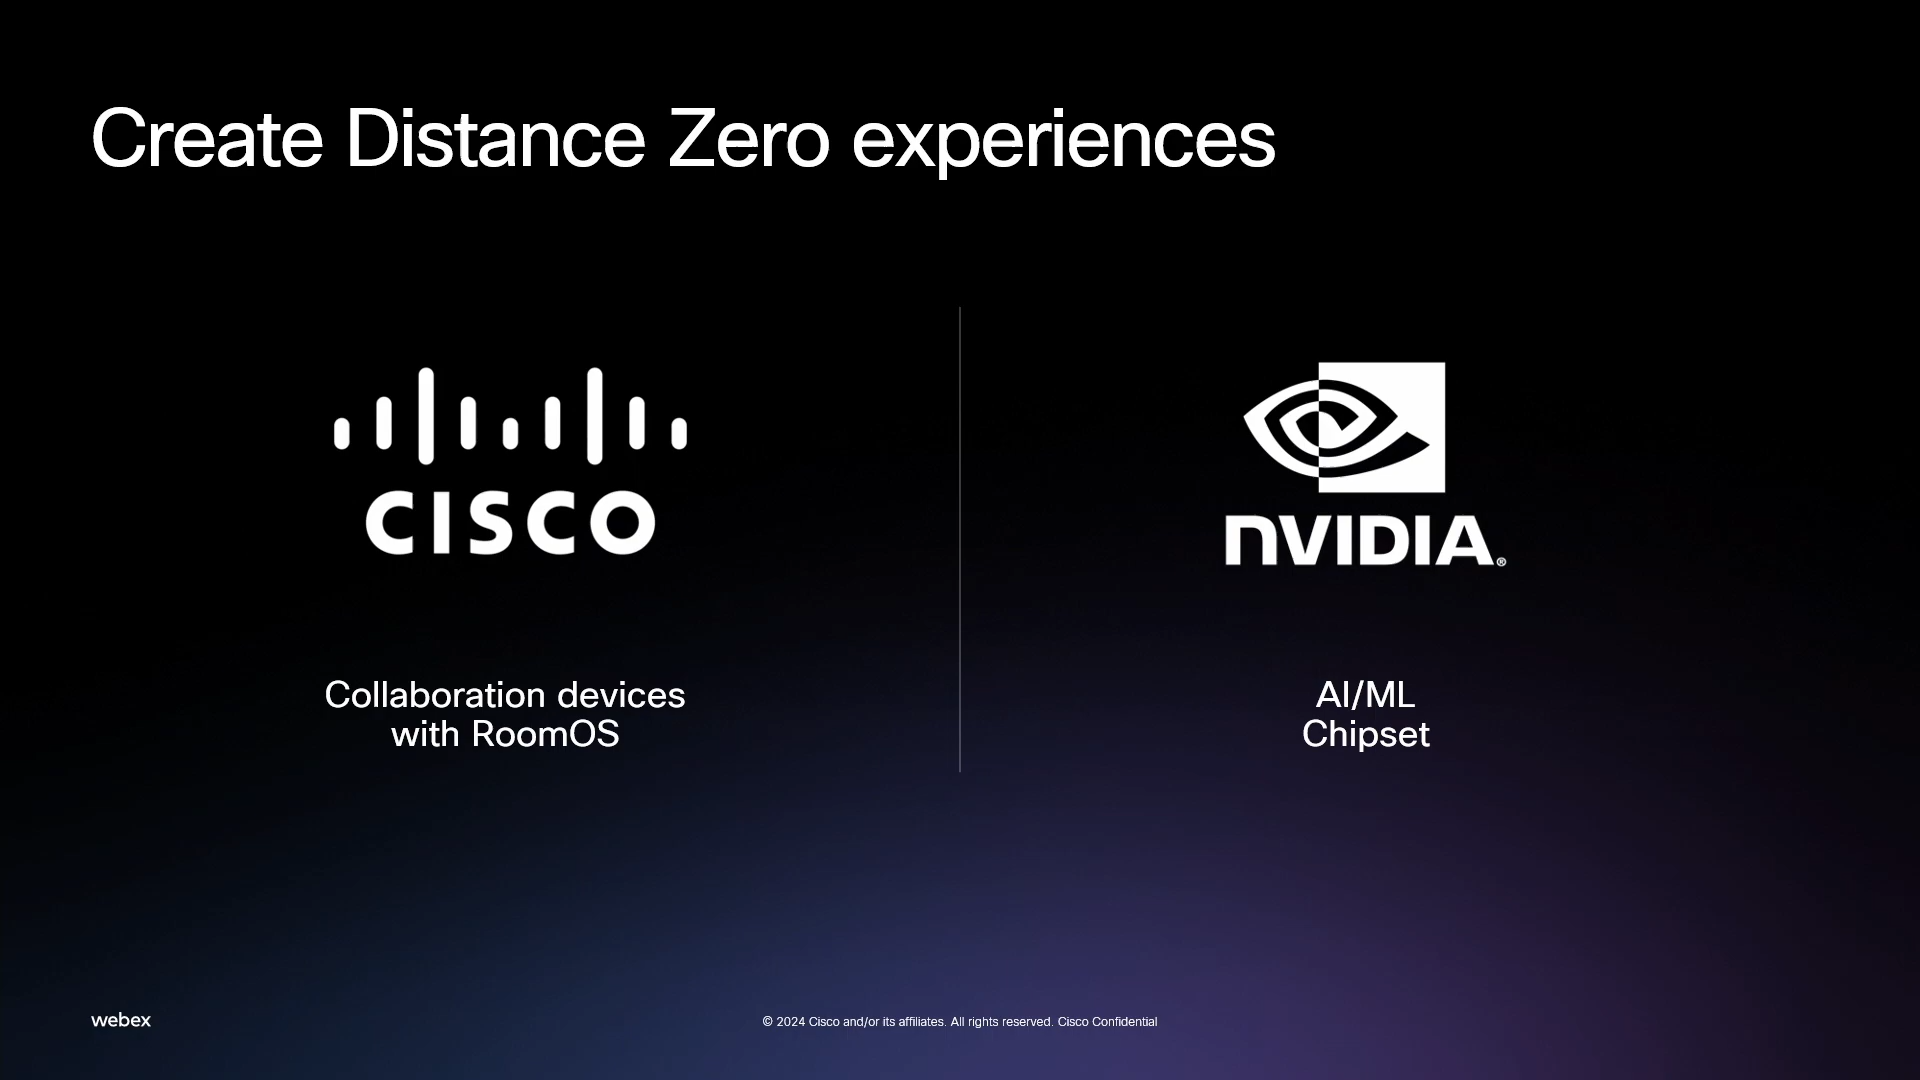 Create Distance Zero experiences
CISCO
Collaboration devices
with RoomOS
NVIDIA®
AI/ML
Chipset
webex
© 2024 Cisco and/or its affiliates. All rights reserved. Cisco Confidential